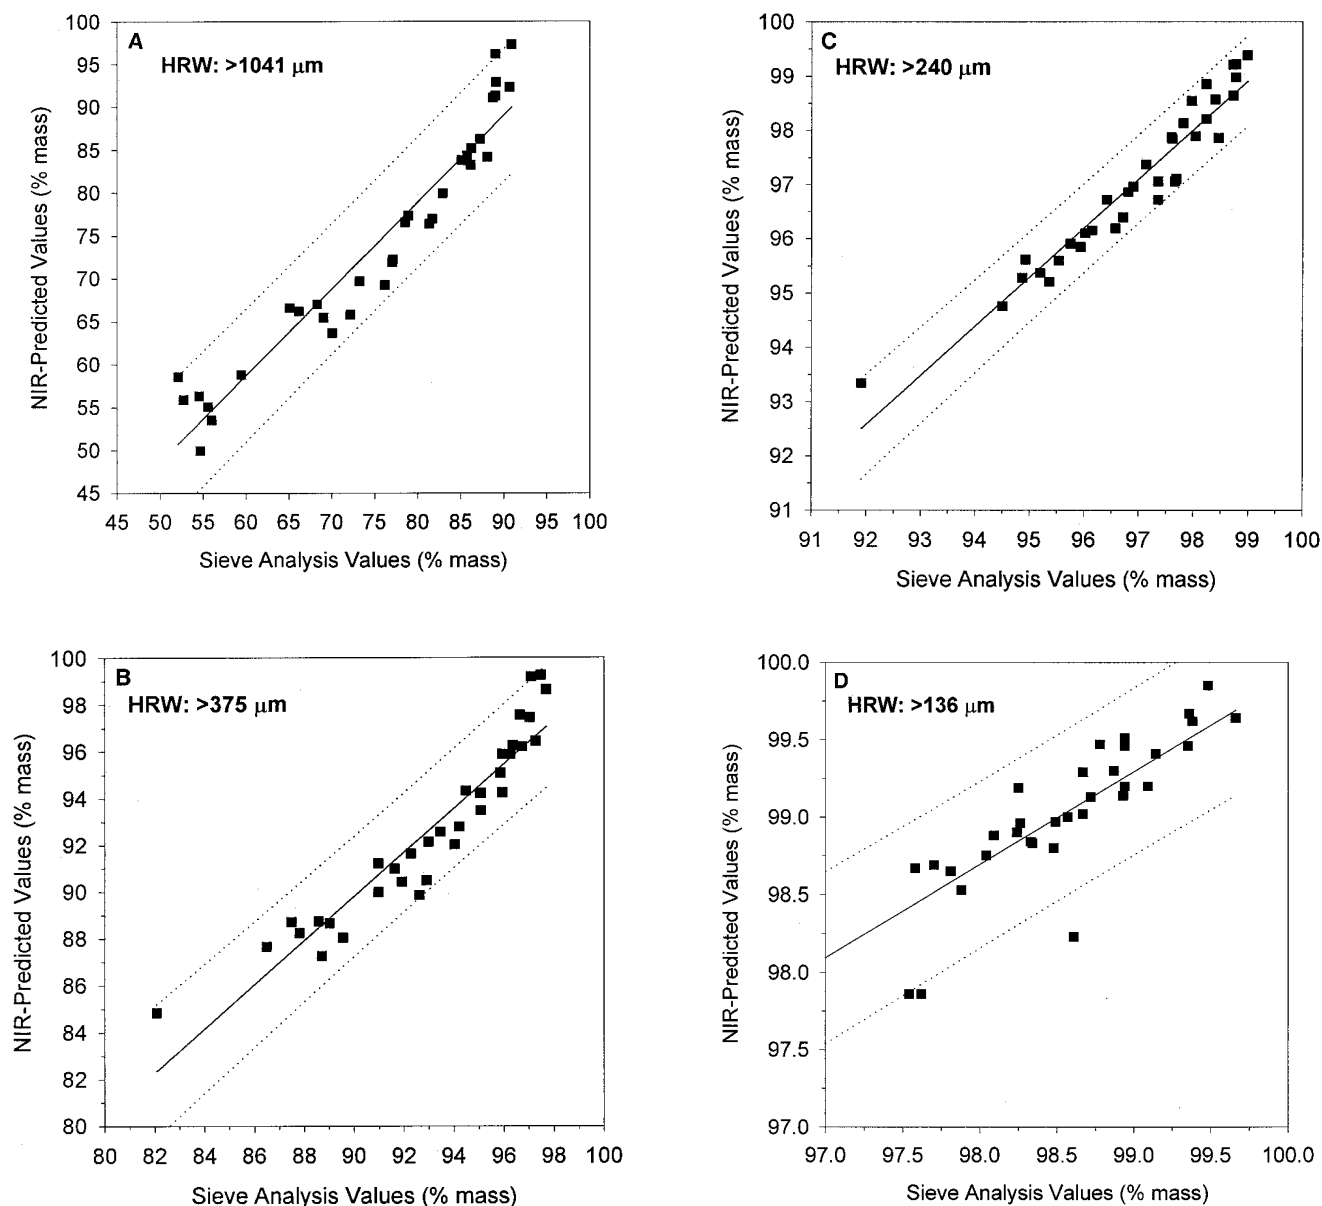 A
HRW: >1041 μm
100
95
90
85
80
75
70
65
60
55
50
45
NIR-Predicted Values (% mass)
45 50 55 60 65 70 75 80 85 90 95 100
Sieve Analysis Values (% mass)
C
HRW: >240 μm
100
99
98
97
96
95
94
93
92
91
NIR-Predicted Values (% mass)
91 92 93 94 95 96 97 98 99 100
Sieve Analysis Values (% mass)
B
HRW: >375 μm
100
98
96
94
92
90
88
86
84
82
80
NIR-Predicted Values (% mass)
80 82 84 86 88 90 92 94 96 98 100
Sieve Analysis Values (% mass)
D
HRW: >136 μm
100.0
99.5
99.0
98.5
98.0
97.5
97.0
NIR-Predicted Values (% mass)
97.0 97.5 98.0 98.5 99.0 99.5 100.0
Sieve Analysis Values (% mass)